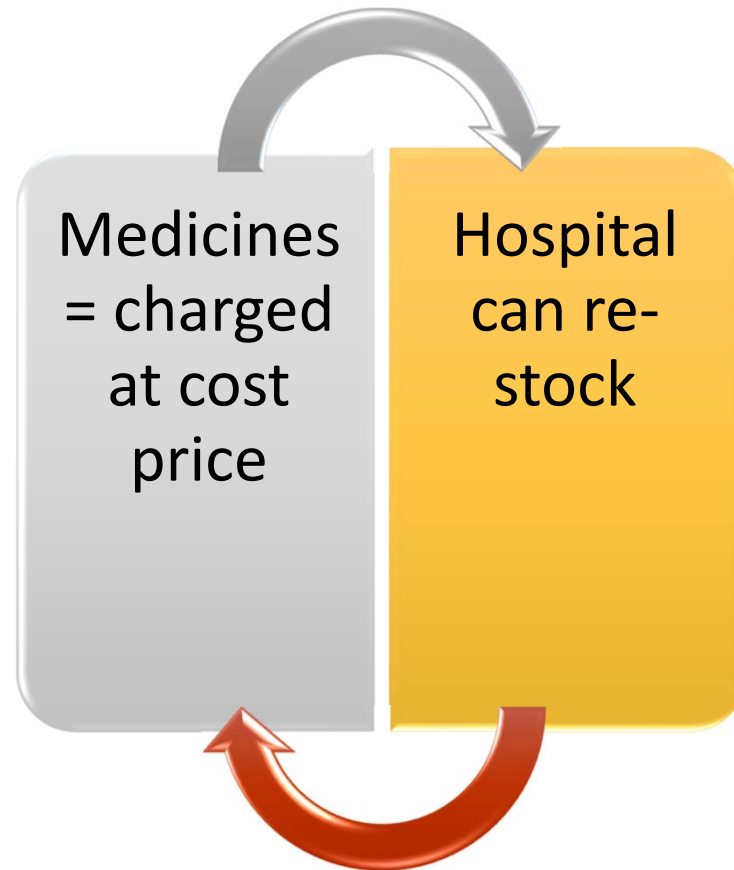 Medicines
= charged
at cost
price
Hospital
can re-
stock